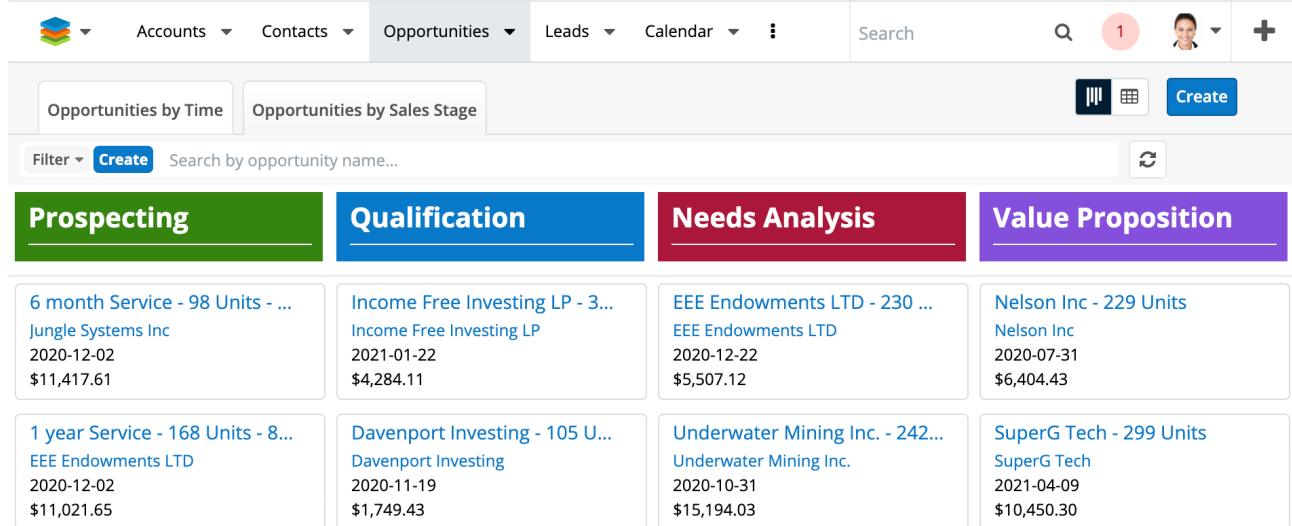 Accounts Contacts Opportunities Leads Calendar Search 1
Opportunities by Time Opportunities by Sales Stage Create
Filter Create Search by opportunity name...
Prospecting Qualification Needs Analysis Value Proposition
6 month Service - 98 Units - ... Income Free Investing LP - 3... EEE Endowments LTD - 230 ... Nelson Inc - 229 Units
Jungle Systems Inc Income Free Investing LP EEE Endowments LTD Nelson Inc
2020-12-02 2021-01-22 2020-12-22 2020-07-31
$11,417.61 $4,284.11 $5,507.12 $6,404.43
1 year Service - 168 Units - 8... Davenport Investing - 105 U... Underwater Mining Inc. - 242... SuperG Tech - 299 Units
EEE Endowments LTD Davenport Investing Underwater Mining Inc. SuperG Tech
2020-12-02 2020-11-19 2020-10-31 2021-04-09
$11,021.65 $1,749.43 $15,194.03 $10,450.30